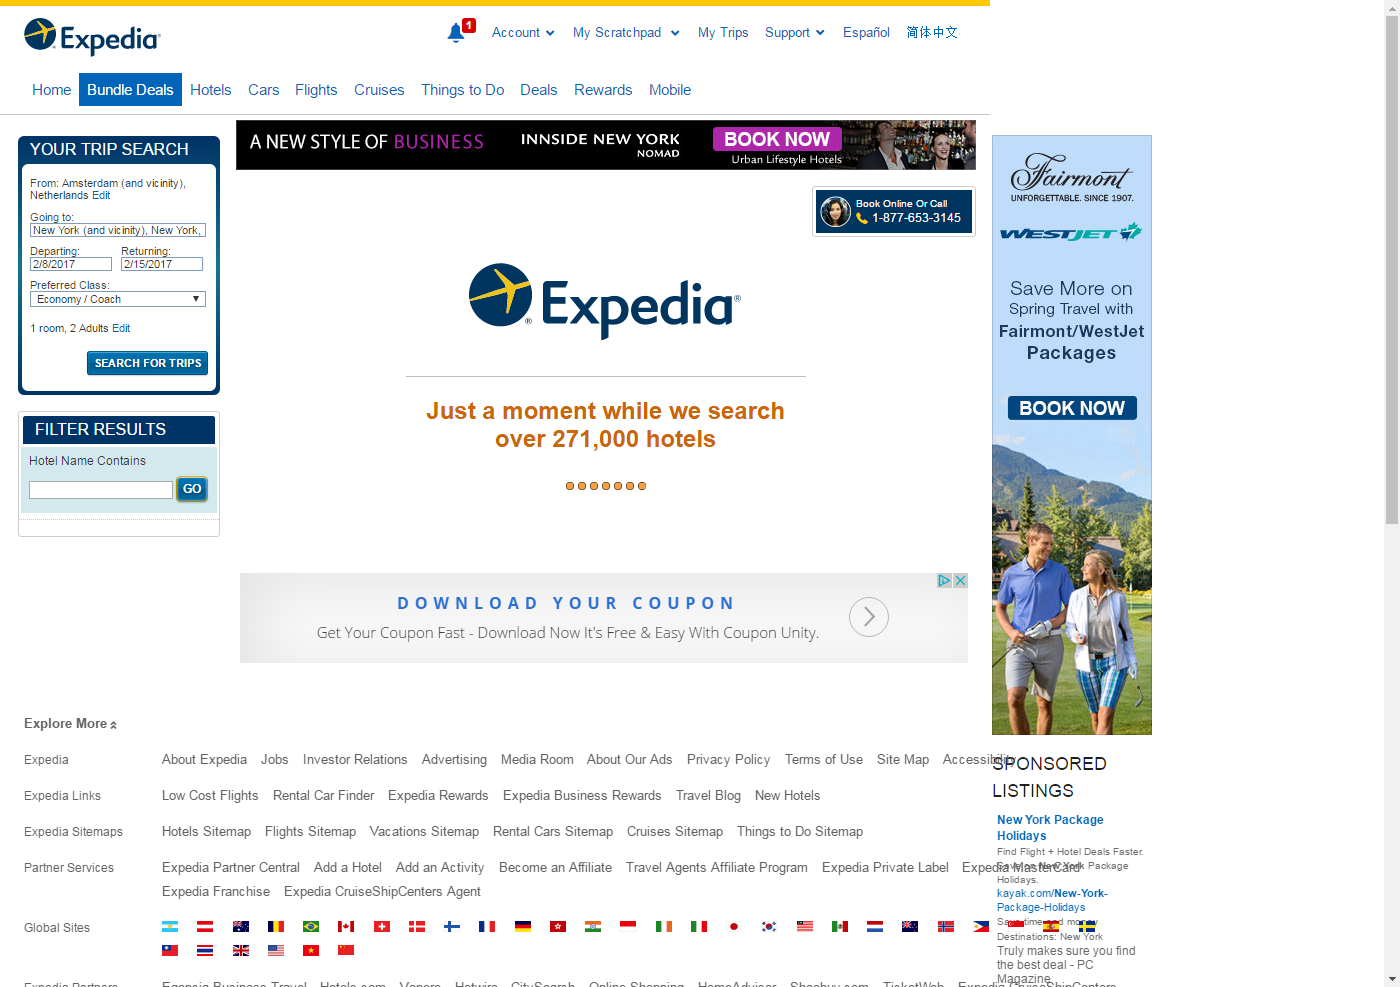 Expedia
1
Account
My Scratchpad
My Trips
Support
Español
简体中文
Home
Bundle Deals
Hotels
Cars
Flights
Cruises
Things to Do
Deals
Rewards
Mobile
YOUR TRIP SEARCH
From: Amsterdam (and vicinity),
Netherlands Edit
Going to:
New York (and vicinity), New York,
Departing: Returning:
2/8/2017 2/15/2017
Preferred Class:
Economy / Coach
1 room, 2 Adults Edit
SEARCH FOR TRIPS
FILTER RESULTS
Hotel Name Contains
GO
A NEW STYLE OF BUSINESS
INNSIDE NEW YORK
NOMAD
BOOK NOW
Urban Lifestyle Hotels
Book Online Or Call
1-877-653-3145
Expedia®
Just a moment while we search
over 271,000 hotels
DOWNLOAD YOUR COUPON
Get Your Coupon Fast - Download Now It's Free & Easy With Coupon Unity.
Fairmont
UNFORGETTABLE. SINCE 1907.
WESTJET
Save More on
Spring Travel with
Fairmont/WestJet
Packages
BOOK NOW
SPONSORED
LISTINGS
New York Package
Holidays
Find Flight + Hotel Deals Faster.
Save on New York Package
Holidays.
kayak.com/New-York-
Package-Holidays
Save time and money
Destinations: New York
Truly makes sure you find
the best deal - PC
Magazine
Explore More
Expedia
About Expedia Jobs Investor Relations Advertising Media Room About Our Ads Privacy Policy Terms of Use Site Map Accessibility
Expedia Links
Low Cost Flights Rental Car Finder Expedia Rewards Expedia Business Rewards Travel Blog New Hotels
Expedia Sitemaps
Hotels Sitemap Flights Sitemap Vacations Sitemap Rental Cars Sitemap Cruises Sitemap Things to Do Sitemap
Partner Services
Expedia Partner Central Add a Hotel Add an Activity Become an Affiliate Travel Agents Affiliate Program Expedia Private Label Expedia MasterCard
Expedia Franchise Expedia CruiseShipCenters Agent
Global Sites
Expedia Partners
Egencia Business Travel Hotels.com Venere Hotwire CitySearch Online Shopping HomeAdvisor Shoebuy.com TicketWeb Expedia CruiseShipCenters